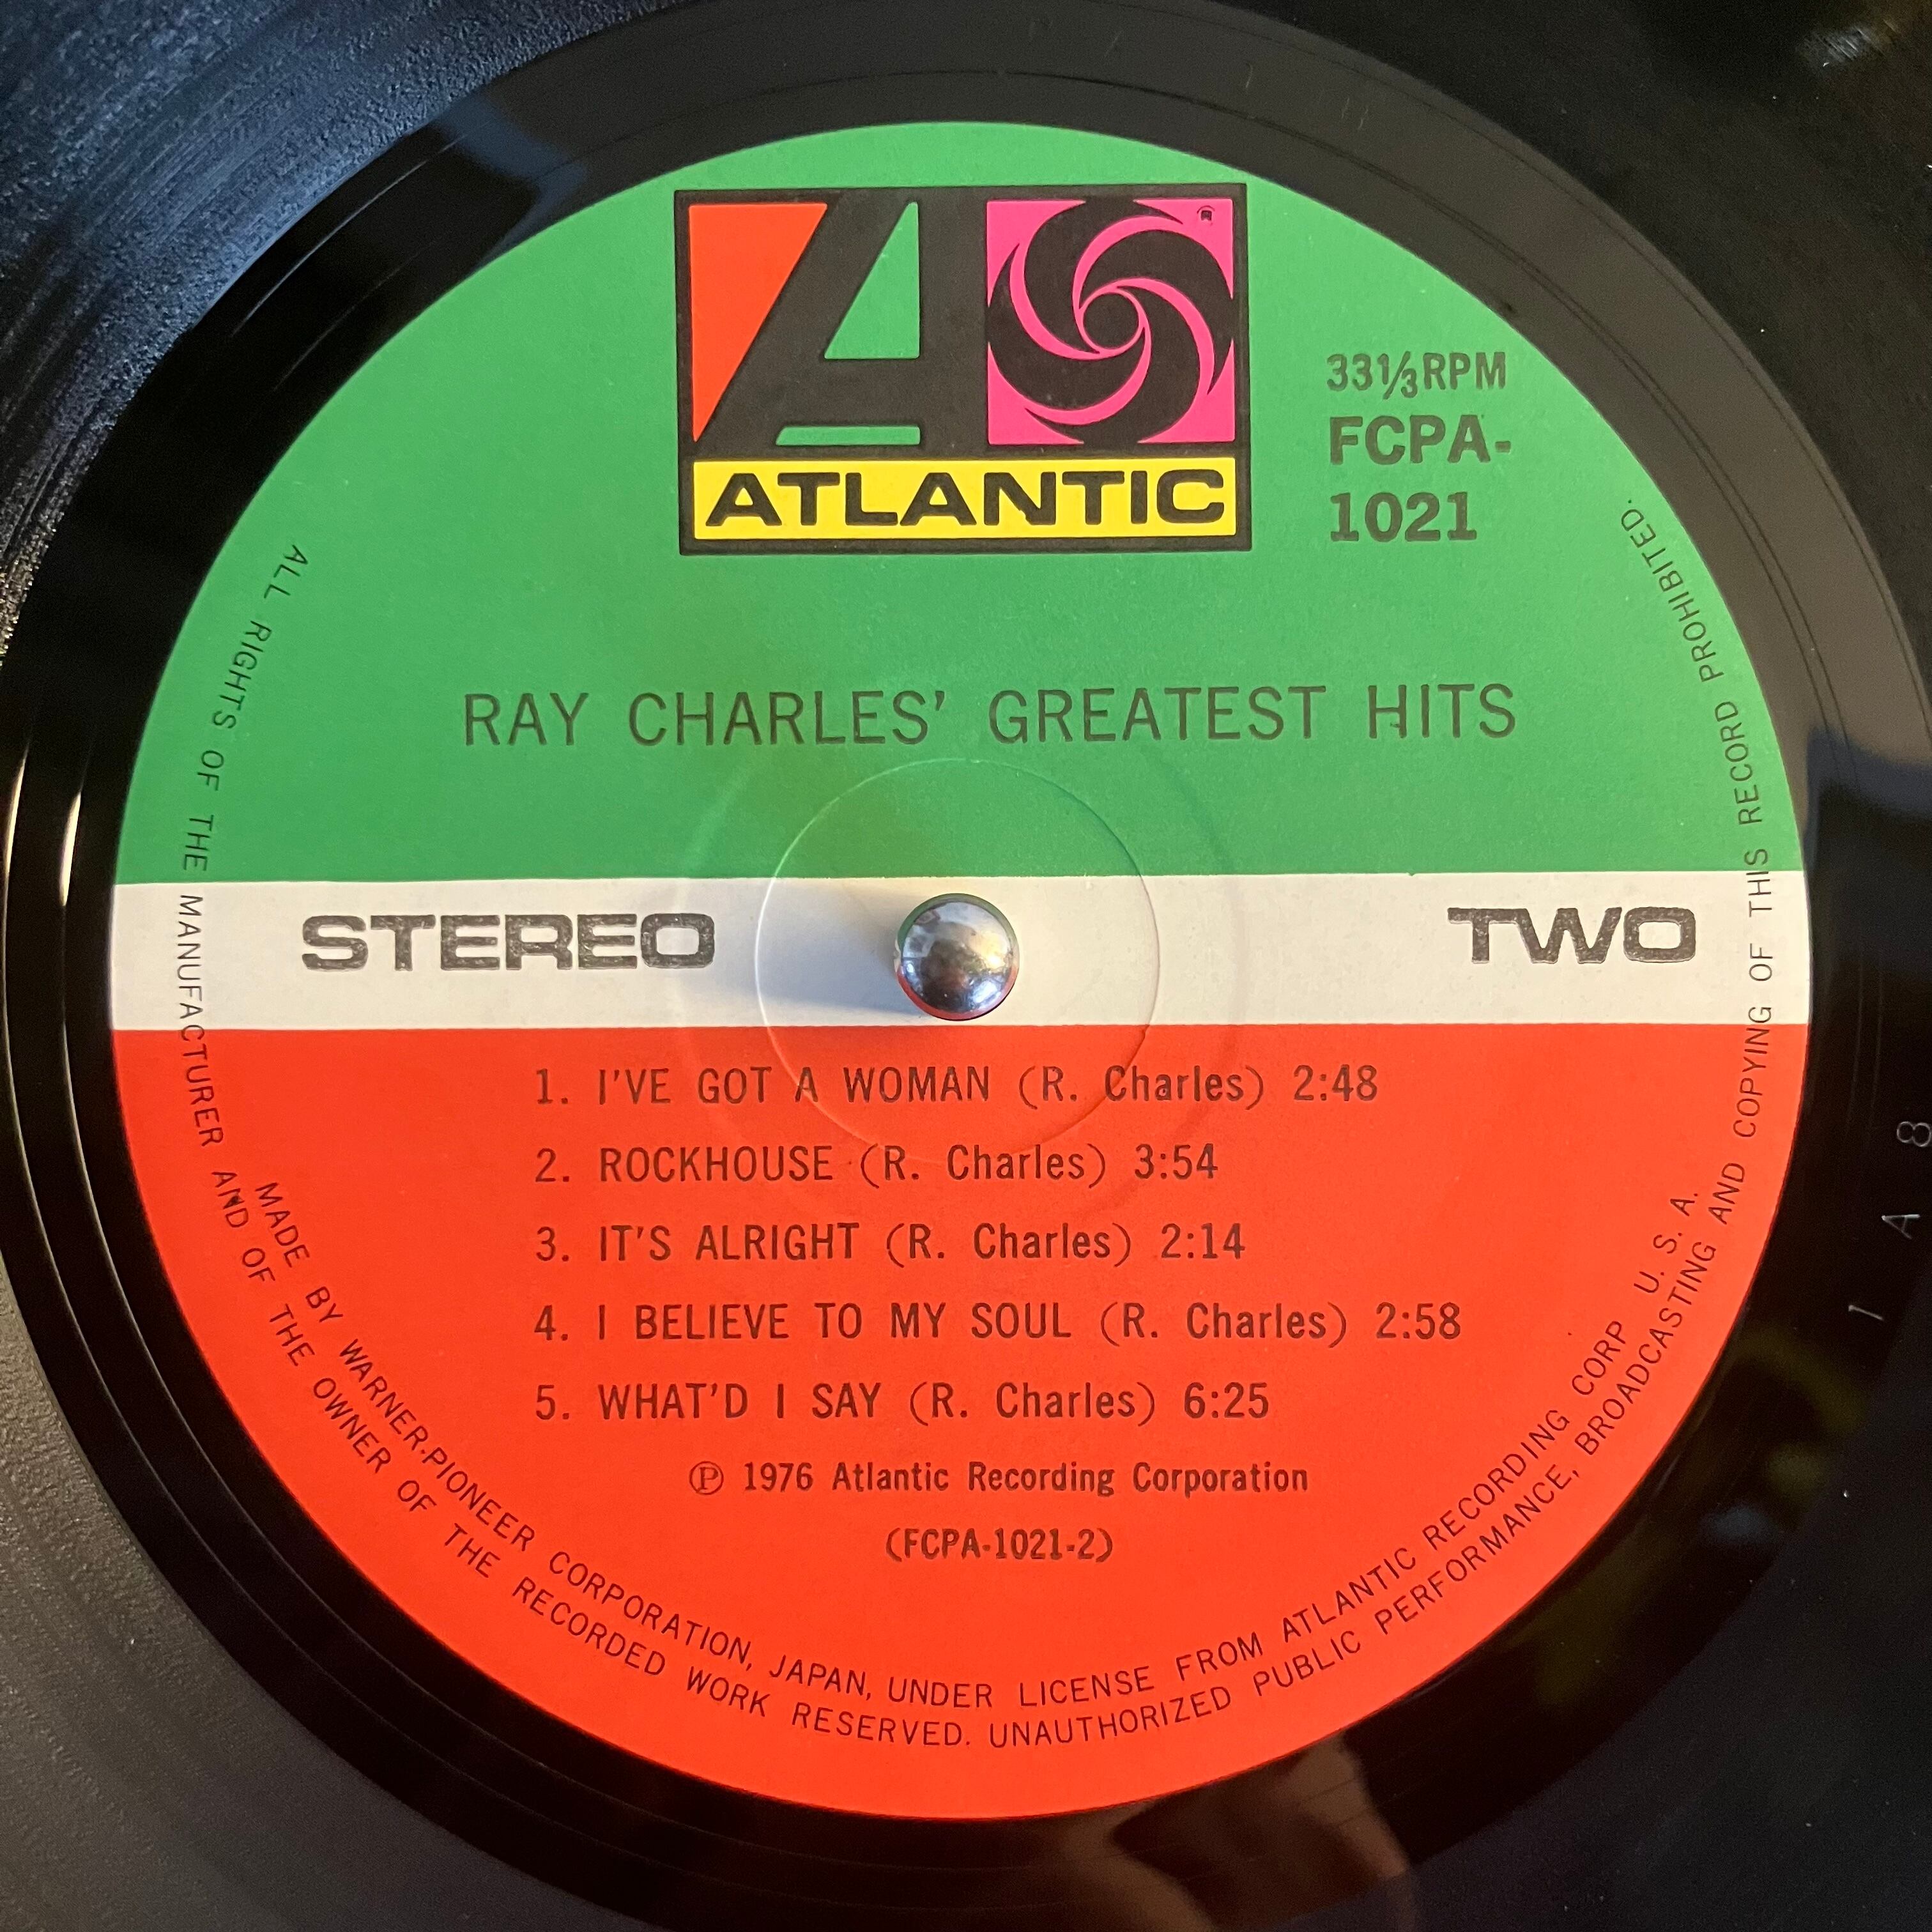 ATLANTIC
33⅓RPM
FCPA-
1021
RAY CHARLES' GREATEST HITS
STEREO
TWO
1. I'VE GOT A WOMAN (R. Charles) 2:48
2. ROCKHOUSE (R. Charles) 3:54
3. IT'S ALRIGHT (R. Charles) 2:14
4. I BELIEVE TO MY SOUL (R. Charles) 2:58
5. WHAT'D I SAY (R. Charles) 6:25
Ⓟ 1976 Atlantic Recording Corporation
(FCPA-1021-2)
MADE BY WARNER-PIONEER CORPORATION, JAPAN, UNDER LICENSE FROM ATLANTIC RECORDING CORP U. S. A.
ALL RIGHTS OF THE MANUFACTURER AND OF THE OWNER OF THE RECORDED WORK RESERVED. UNAUTHORIZED PUBLIC PERFORMANCE, BROADCASTING AND COPYING OF THIS RECORD PROHIBITED.
1 A 8